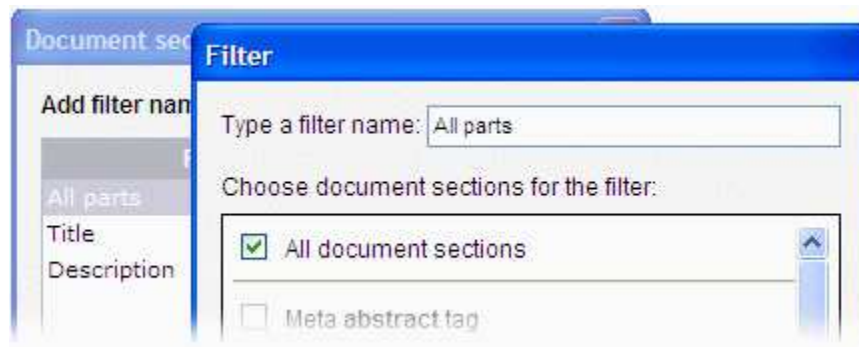 Document sec
Filter
Add filter nam
Type a filter name: All parts
All parts
Choose document sections for the filter:
Title
All document sections
Description
Meta abstract tag